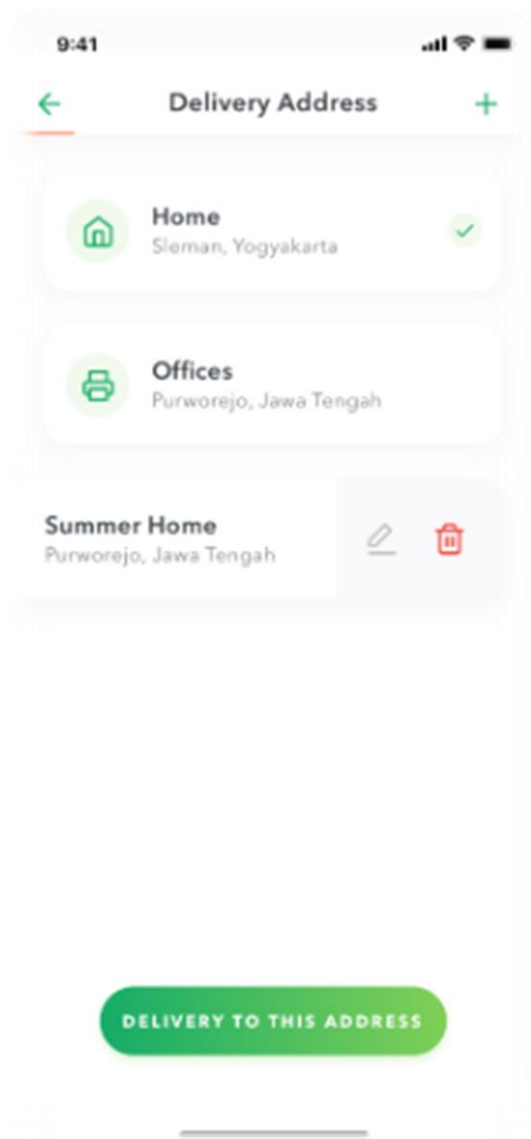 9:41
Delivery Address
Home
Sleman, Yogyakarta
Offices
Purworejo, Jawa Tengah
Summer Home
Purworejo, Jawa Tengah
DELIVERY TO THIS ADDRESS